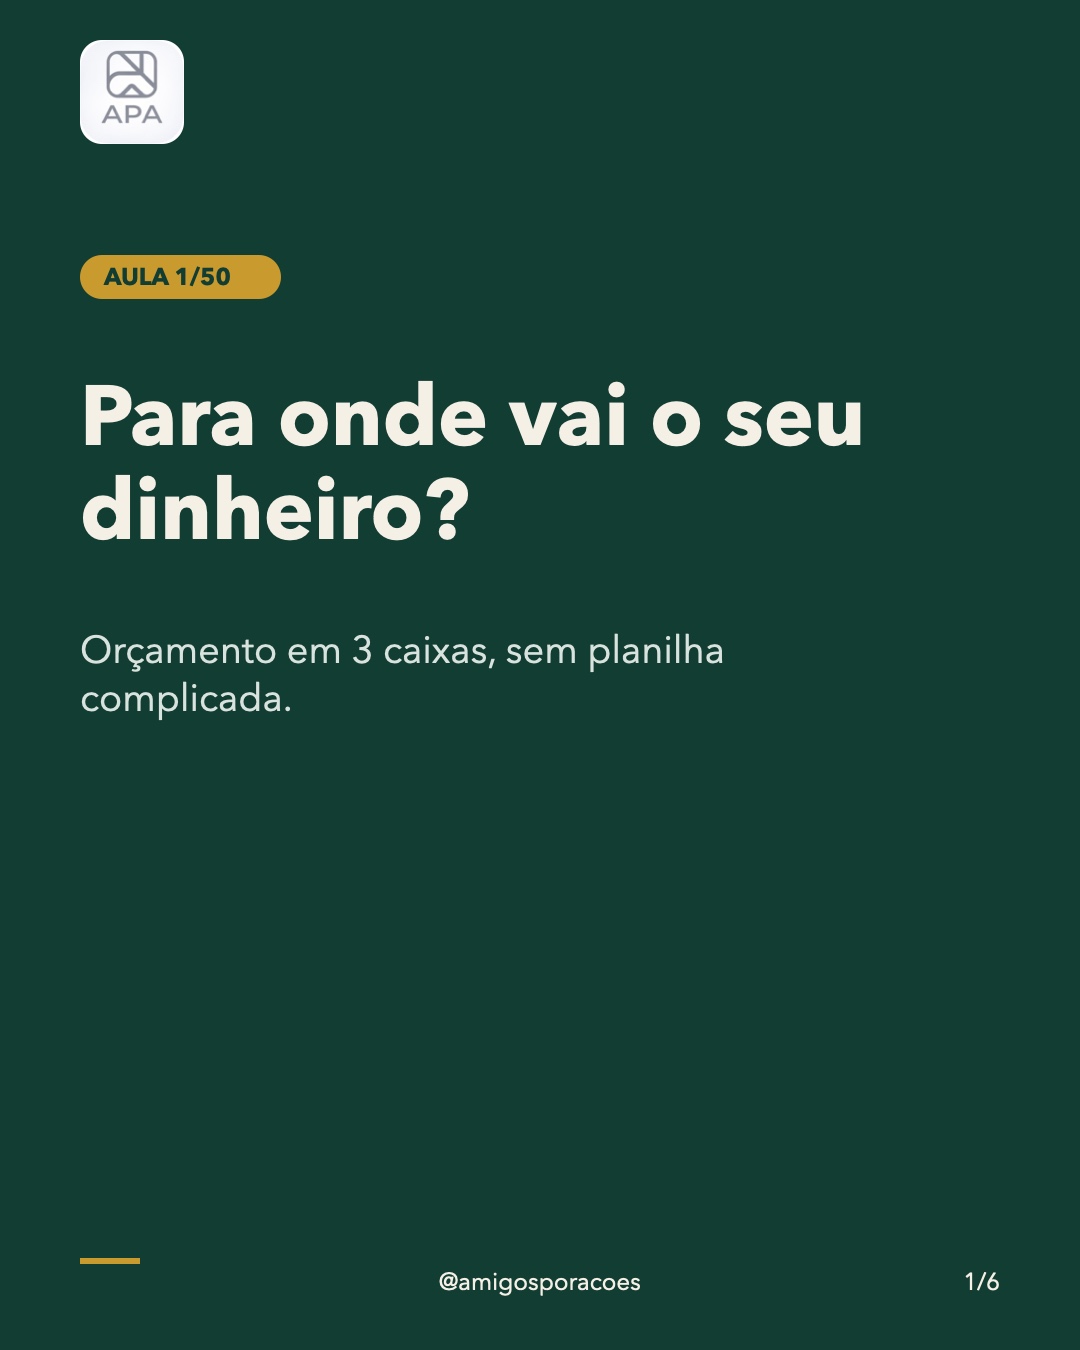 APA
AULA 1/50
Para onde vai o seu
dinheiro?
Orçamento em 3 caixas, sem planilha
complicada.
@amigosporacoes
1/6